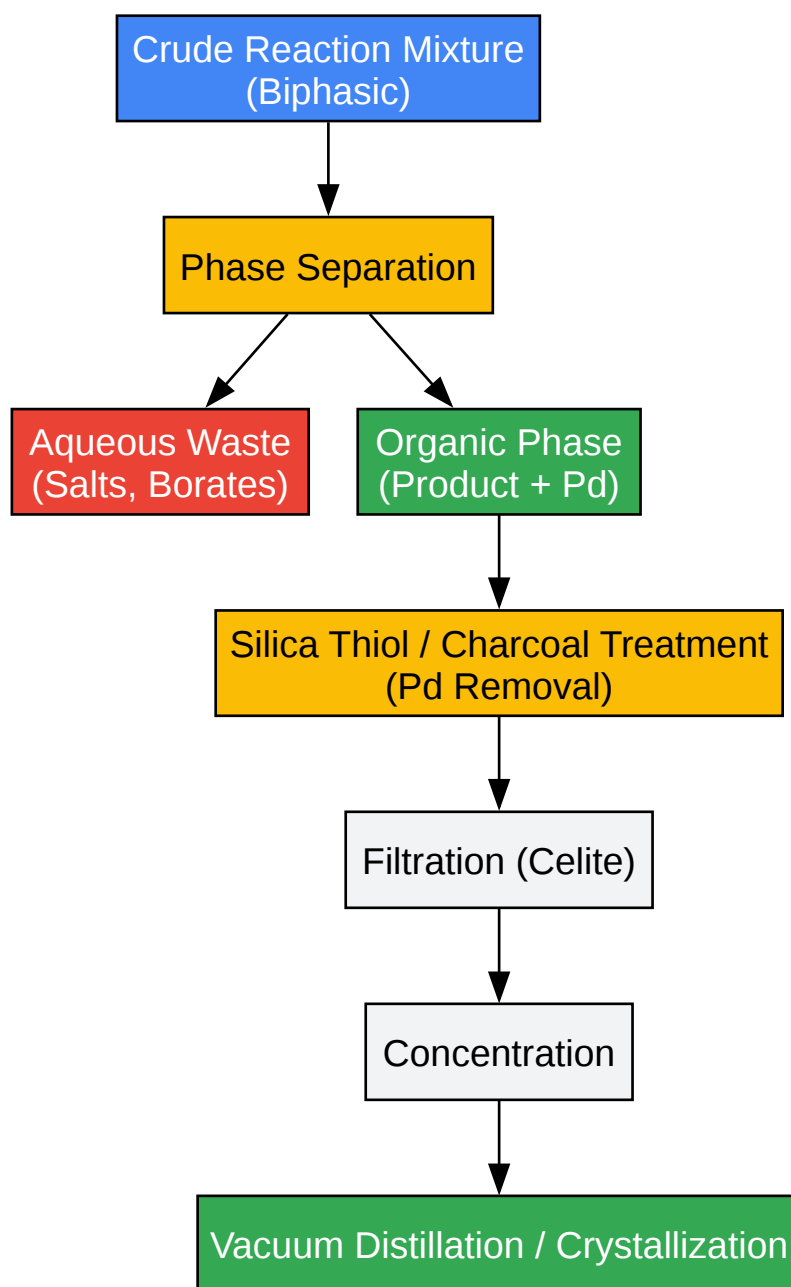 Crude Reaction Mixture
(Biphasic)
Phase Separation
Aqueous Waste
(Salts, Borates)
Organic Phase
(Product + Pd)
Silica Thiol / Charcoal Treatment
(Pd Removal)
Filtration (Celite)
Concentration
Vacuum Distillation / Crystallization